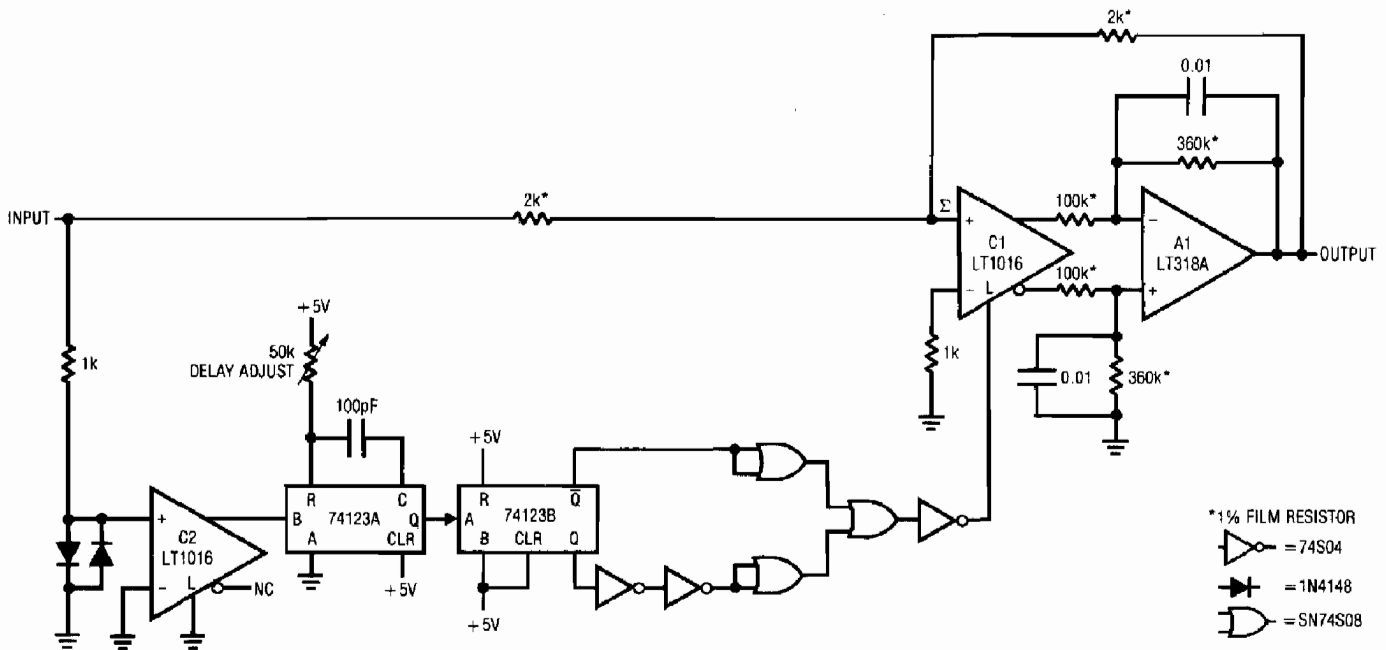 2k*
0.01
360k*
INPUT
2k*
Σ
+
C1
LT1016
−
L
100k*
100k*
−
A1
LT318A
+
OUTPUT
1k
0.01
360k*
1k
+5V
50k
DELAY ADJUST
100pF
+
C2
LT1016
−
L
NC
R
C
B
74123A
Q
A
CLR
+5V
+5V
R
Q̅
A
74123B
B
CLR
Q
+5V
*1% FILM RESISTOR
= 74S04
= 1N4148
= SN74S08